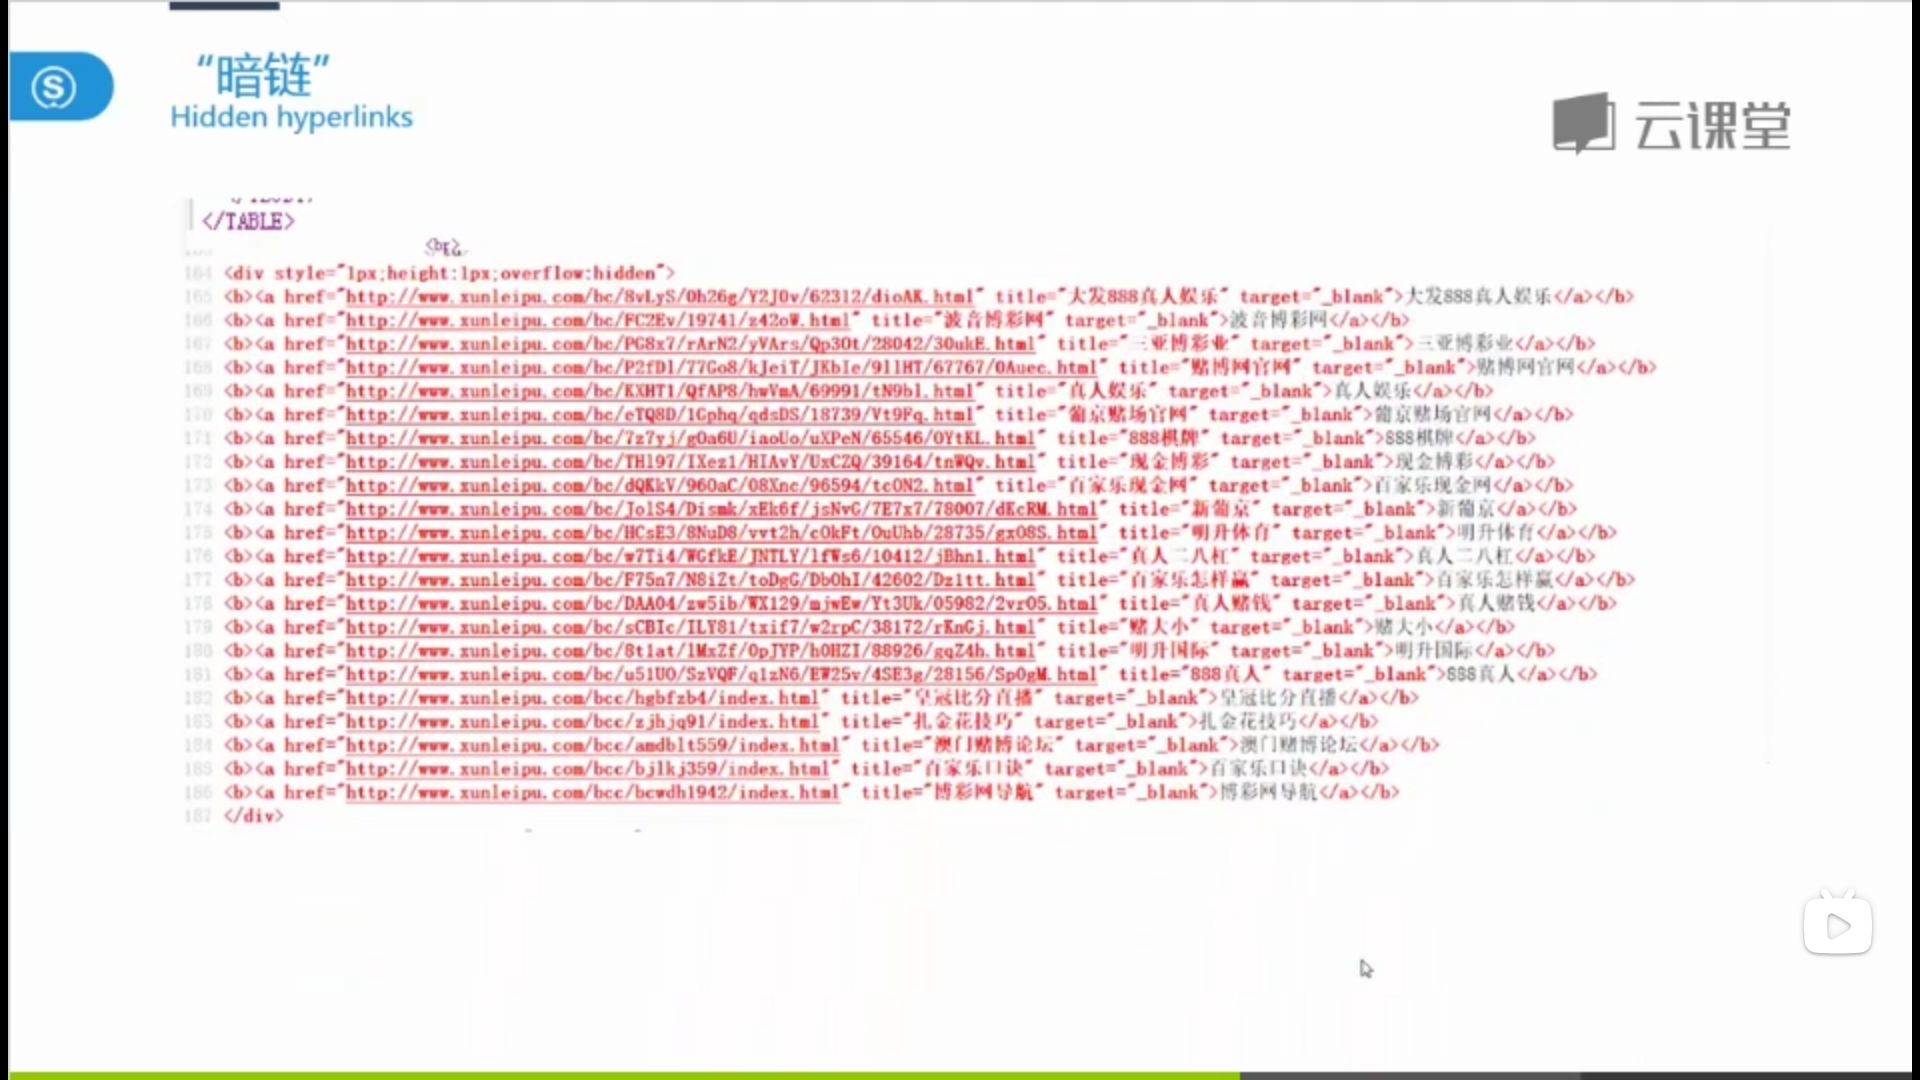 “暗链”
Hidden hyperlinks
云课堂
</TABLE>
<br>
164 <div style="1px;height:1px;overflow:hidden">
165 <b><a href="http://www.xunleipu.com/bc/8vLyS/0h26g/Y2J0v/62312/dioAK.html" title="大发888真人娱乐" target="_blank">大发888真人娱乐</a></b>
166 <b><a href="http://www.xunleipu.com/bc/FC2Ev/19741/z42oW.html" title="波音博彩网" target="_blank">波音博彩网</a></b>
167 <b><a href="http://www.xunleipu.com/bc/PG8x7/rArN2/yVArs/Qp3Ot/28042/30ukE.html" title="三亚博彩业" target="_blank">三亚博彩业</a></b>
168 <b><a href="http://www.xunleipu.com/bc/P2fDl/77Go8/kJeiT/JKbIe/9llHT/67767/0Auec.html" title="赌博网官网" target="_blank">赌博网官网</a></b>
169 <b><a href="http://www.xunleipu.com/bc/KXHT1/QfAP8/hwVmA/69991/tN9bl.html" title="真人娱乐" target="_blank">真人娱乐</a></b>
170 <b><a href="http://www.xunleipu.com/bc/eTQ8D/1Gphq/qdsDS/18739/Vt9Fq.html" title="葡京赌场官网" target="_blank">葡京赌场官网</a></b>
171 <b><a href="http://www.xunleipu.com/bc/7z7yj/gOa6U/iaoUo/uXPeN/65546/OYtKL.html" title="888棋牌" target="_blank">888棋牌</a></b>
172 <b><a href="http://www.xunleipu.com/bc/THl97/IXez1/HIAvY/UxCZQ/39164/tnWQv.html" title="现金博彩" target="_blank">现金博彩</a></b>
173 <b><a href="http://www.xunleipu.com/bc/dQKkV/960aC/08Xnc/96594/tcON2.html" title="百家乐现金网" target="_blank">百家乐现金网</a></b>
174 <b><a href="http://www.xunleipu.com/bc/JolS4/Dismk/xEk6f/jsNvG/7E7x7/78007/dKcRM.html" title="新葡京" target="_blank">新葡京</a></b>
175 <b><a href="http://www.xunleipu.com/bc/HCsE3/8NuD8/vvt2h/cOkFt/OuUhb/28735/gxO8S.html" title="明升体育" target="_blank">明升体育</a></b>
176 <b><a href="http://www.xunleipu.com/bc/w7Ti4/WGfkE/JNTLY/lfWs6/10412/jBhn1.html" title="真人二八杠" target="_blank">真人二八杠</a></b>
177 <b><a href="http://www.xunleipu.com/bc/F75n7/N8iZt/toDgG/DbOhI/42602/Dz1tt.html" title="百家乐怎样赢" target="_blank">百家乐怎样赢</a></b>
178 <b><a href="http://www.xunleipu.com/bc/DAA04/zw5ib/WX129/mjwEw/Yt3Uk/05982/2vrO5.html" title="真人赌钱" target="_blank">真人赌钱</a></b>
179 <b><a href="http://www.xunleipu.com/bc/sCBIc/ILY81/txif7/w2rpC/38172/rKnGj.html" title="赌大小" target="_blank">赌大小</a></b>
180 <b><a href="http://www.xunleipu.com/bc/8t1at/lMxZf/OpJYP/hOHZI/88926/gqZ4h.html" title="明升国际" target="_blank">明升国际</a></b>
181 <b><a href="http://www.xunleipu.com/bc/u51UO/SzVQF/q1zN6/EW25v/4SE3g/28156/SpOgM.html" title="888真人" target="_blank">888真人</a></b>
182 <b><a href="http://www.xunleipu.com/bcc/hgbfzb4/index.html" title="皇冠比分直播" target="_blank">皇冠比分直播</a></b>
183 <b><a href="http://www.xunleipu.com/bcc/zjhjq91/index.html" title="扎金花技巧" target="_blank">扎金花技巧</a></b>
184 <b><a href="http://www.xunleipu.com/bcc/amdblt559/index.html" title="澳门赌博论坛" target="_blank">澳门赌博论坛</a></b>
185 <b><a href="http://www.xunleipu.com/bcc/bjlkj359/index.html" title="百家乐口诀" target="_blank">百家乐口诀</a></b>
186 <b><a href="http://www.xunleipu.com/bcc/bcwdh1942/index.html" title="博彩网导航" target="_blank">博彩网导航</a></b>
187 </div>